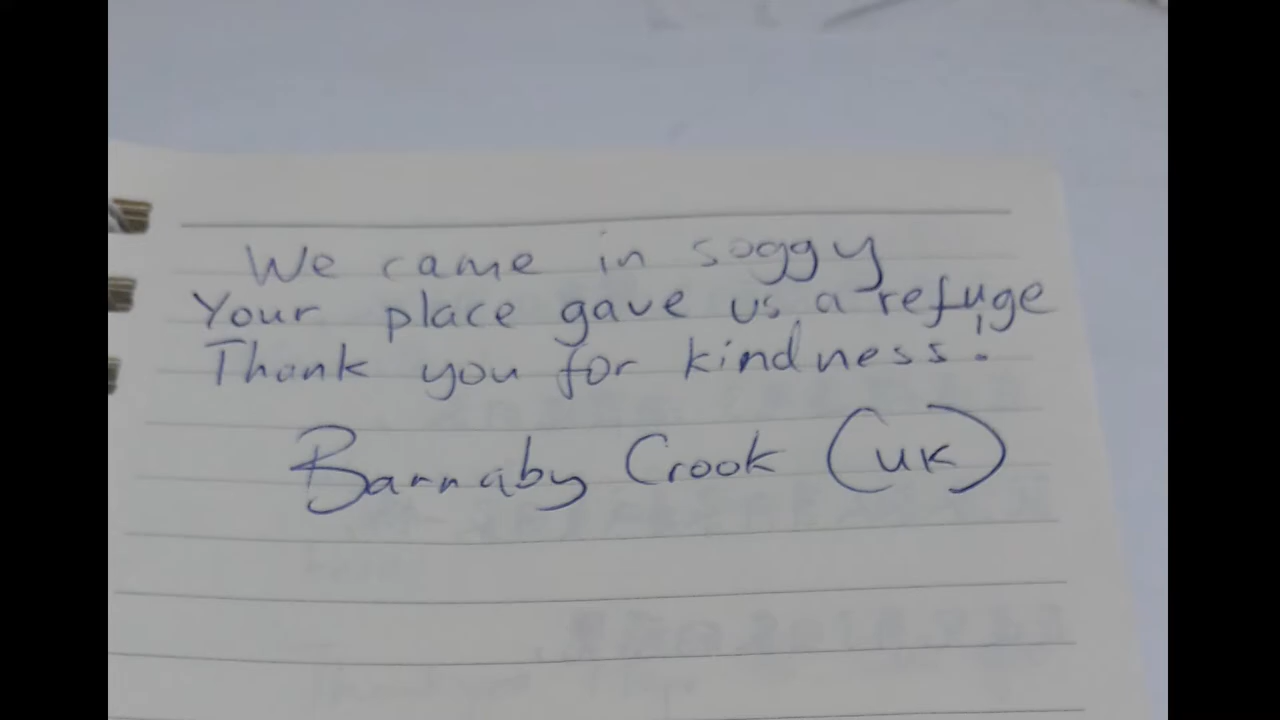 We came in soggy
Your place gave us a refuge
Thank you for kindness!
Barnaby Crook (UK)